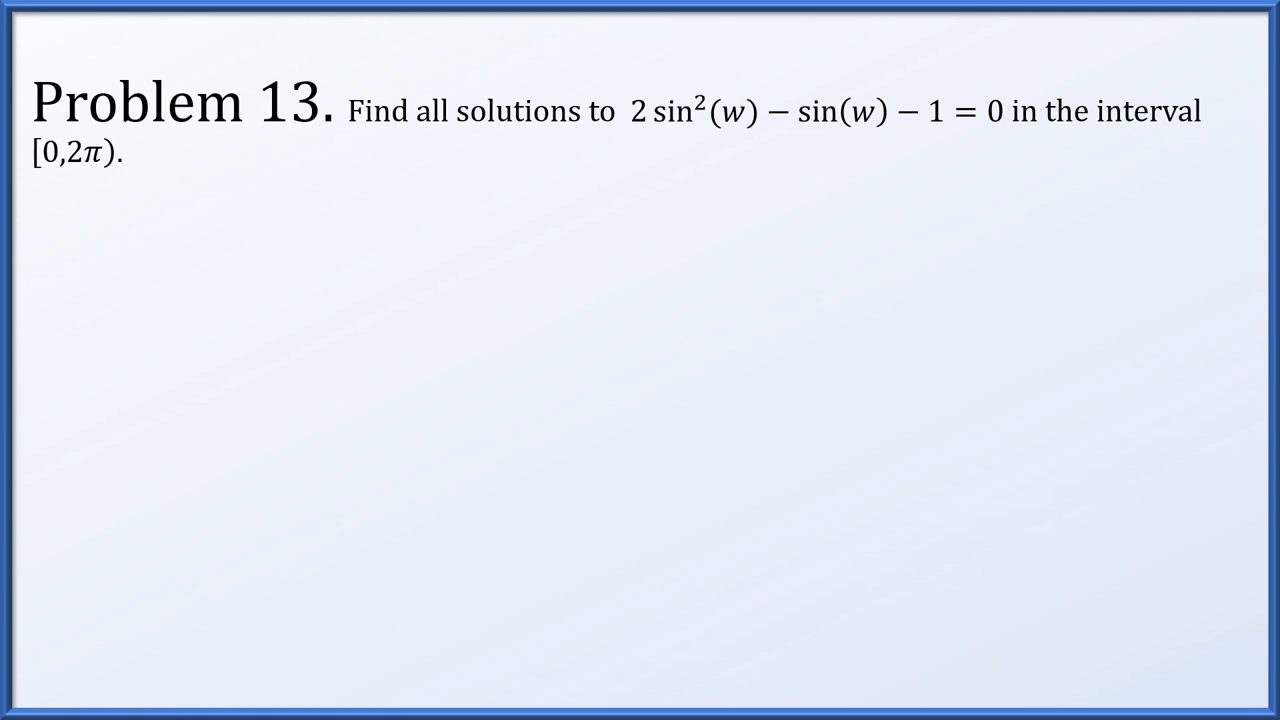 Problem 13. Find all solutions to 2 sin²(𝑤) − sin(𝑤) − 1 = 0 in the interval
[0,2𝜋).